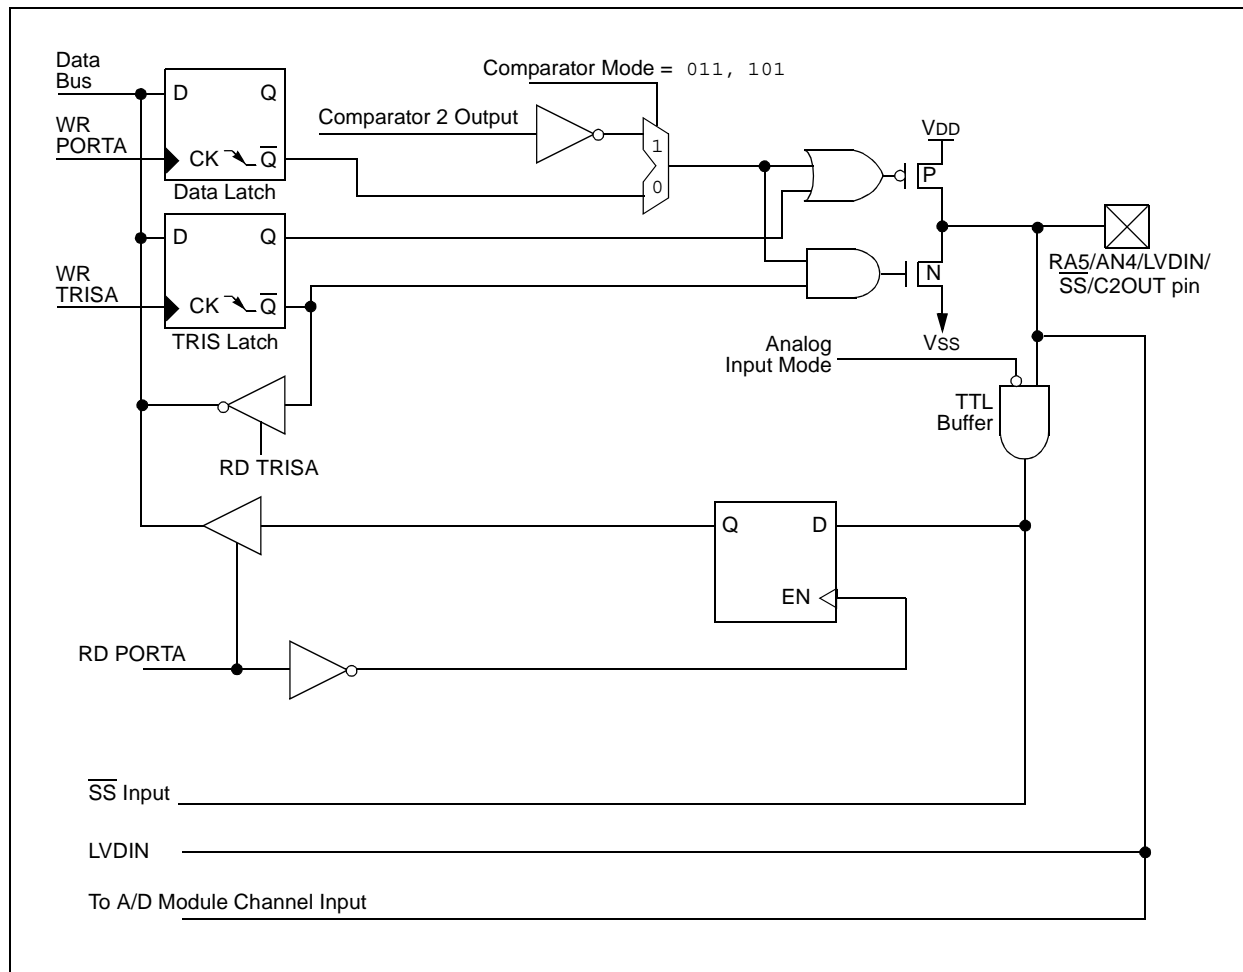 Data
Bus
WR
PORTA
D Q
CK Q̅
Data Latch
Comparator Mode = 011, 101
Comparator 2 Output
1
0
VDD
P
N
VSS
RA5/AN4/LVDIN/
S̅S̅/C2OUT pin
WR
TRISA
D Q
CK Q̅
TRIS Latch
Analog
Input Mode
TTL
Buffer
RD TRISA
Q D
EN
RD PORTA
S̅S̅ Input
LVDIN
To A/D Module Channel Input